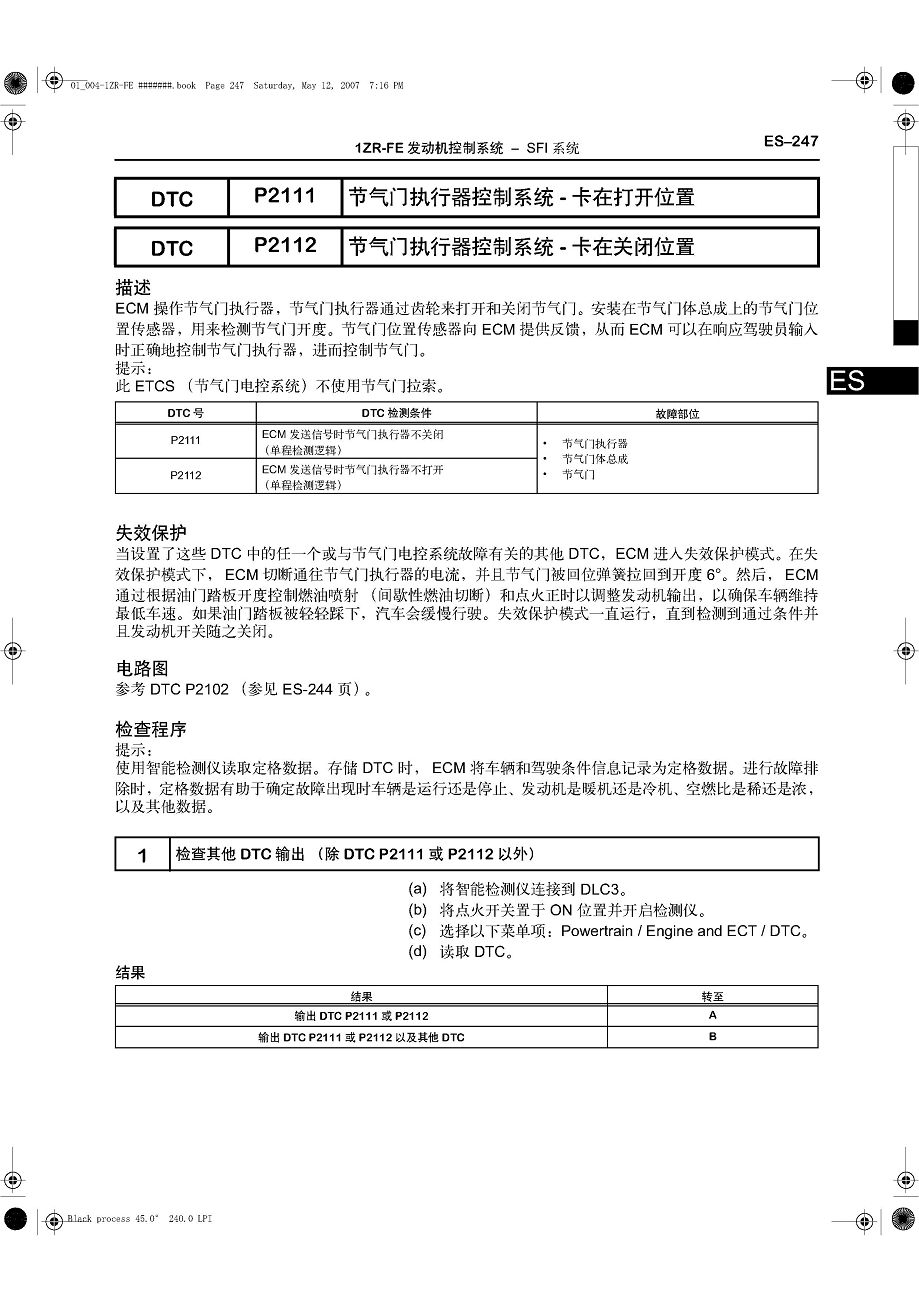 01_004-1ZR-FE #######.book Page 247 Saturday, May 12, 2007 7:16 PM
1ZR-FE 发动机控制系统 – SFI 系统
ES–247
DTC P2111 节气门执行器控制系统 - 卡在打开位置
DTC P2112 节气门执行器控制系统 - 卡在关闭位置
描述
ECM 操作节气门执行器，节气门执行器通过齿轮来打开和关闭节气门。安装在节气门体总成上的节气门位
置传感器，用来检测节气门开度。节气门位置传感器向 ECM 提供反馈，从而 ECM 可以在响应驾驶员输入
时正确地控制节气门执行器，进而控制节气门。
提示：
此 ETCS （节气门电控系统）不使用节气门拉索。
ES
DTC 号 DTC 检测条件 故障部位
P2111 ECM 发送信号时节气门执行器不关闭
（单程检测逻辑）
P2112 ECM 发送信号时节气门执行器不打开
（单程检测逻辑）
• 节气门执行器
• 节气门体总成
• 节气门
失效保护
当设置了这些 DTC 中的任一个或与节气门电控系统故障有关的其他 DTC，ECM 进入失效保护模式。在失
效保护模式下， ECM 切断通往节气门执行器的电流，并且节气门被回位弹簧拉回到开度 6°。然后， ECM
通过根据油门踏板开度控制燃油喷射 （间歇性燃油切断）和点火正时以调整发动机输出，以确保车辆维持
最低车速。如果油门踏板被轻轻踩下，汽车会缓慢行驶。失效保护模式一直运行，直到检测到通过条件并
且发动机开关随之关闭。
电路图
参考 DTC P2102 （参见 ES-244 页）。
检查程序
提示：
使用智能检测仪读取定格数据。存储 DTC 时， ECM 将车辆和驾驶条件信息记录为定格数据。进行故障排
除时，定格数据有助于确定故障出现时车辆是运行还是停止、发动机是暖机还是冷机、空燃比是稀还是浓，
以及其他数据。
1 检查其他 DTC 输出 （除 DTC P2111 或 P2112 以外）
(a) 将智能检测仪连接到 DLC3。
(b) 将点火开关置于 ON 位置并开启检测仪。
(c) 选择以下菜单项：Powertrain / Engine and ECT / DTC。
(d) 读取 DTC。
结果
结果 转至
输出 DTC P2111 或 P2112 A
输出 DTC P2111 或 P2112 以及其他 DTC B
Black process 45.0° 240.0 LPI